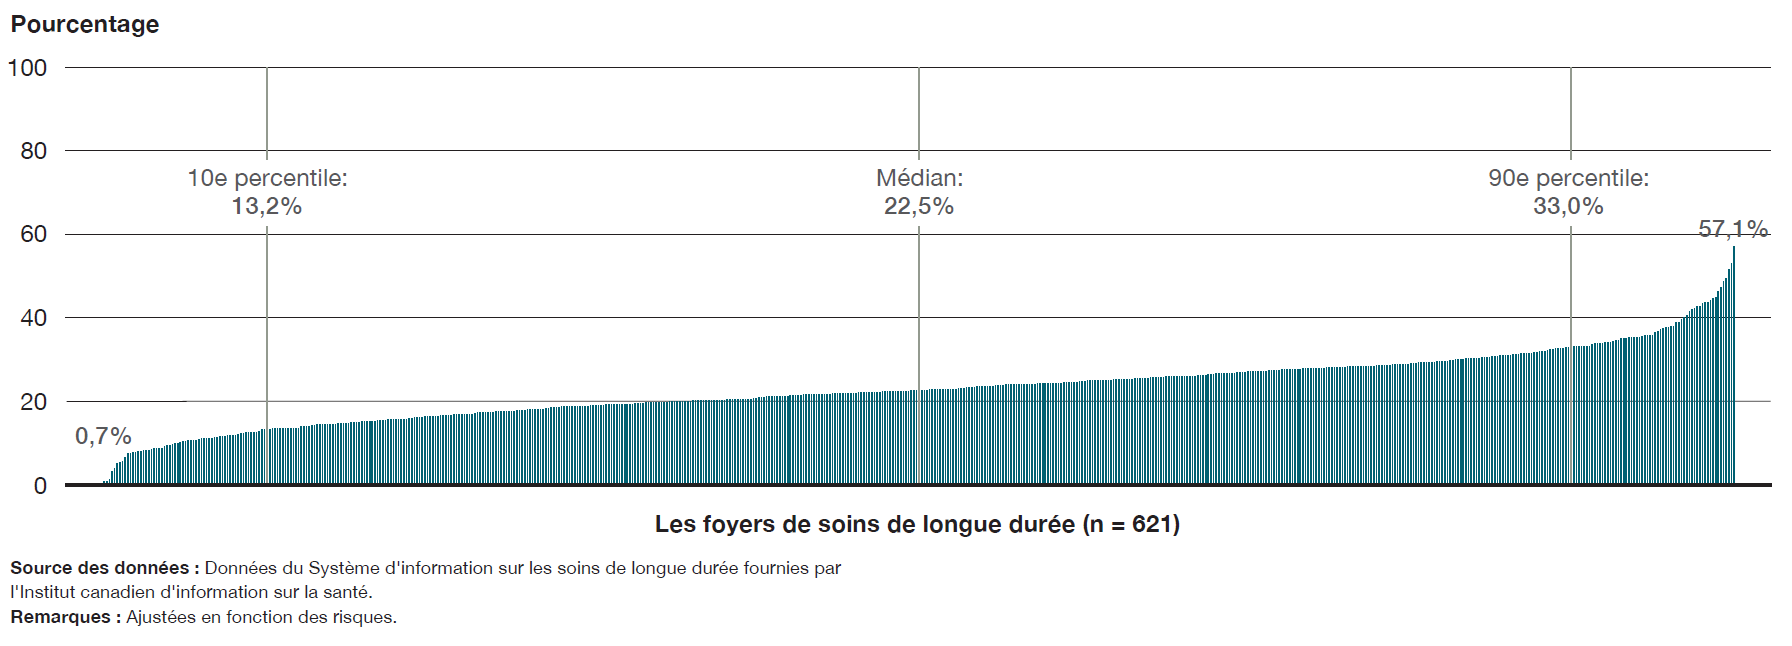 Pourcentage
100
80
10e percentile:
13,2%
Médian:
22,5%
90e percentile:
33,0%
60
57,1%
40
20
0,7%
0
Les foyers de soins de longue durée (n = 621)
Source des données : Données du Système d'information sur les soins de longue durée fournies par
l'Institut canadien d'information sur la santé.
Remarques : Ajustées en fonction des risques.